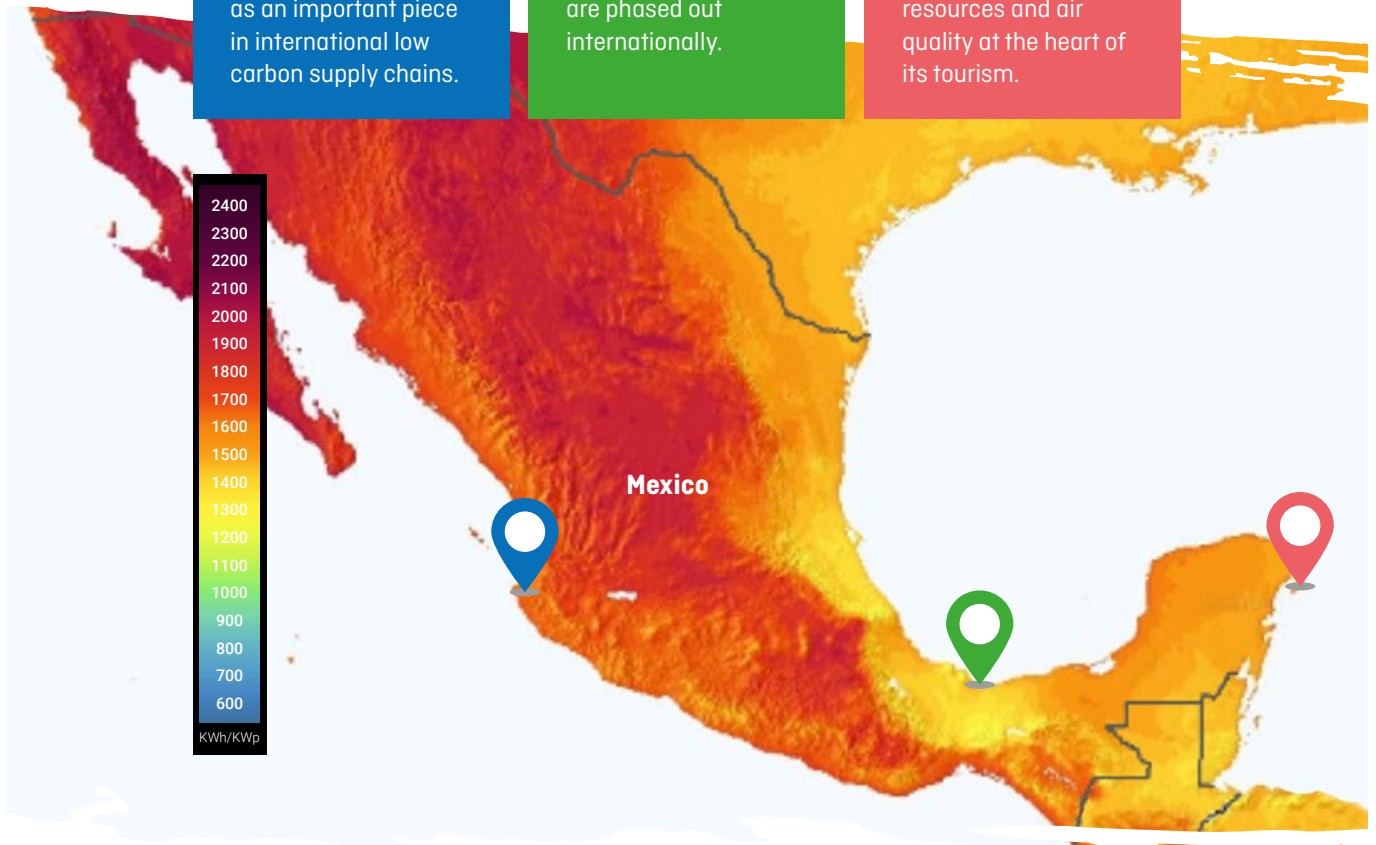 as an important piece
in international low
carbon supply chains.
are phased out
internationally.
resources and air
quality at the heart of
its tourism.
2400
2300
2200
2100
2000
1900
1800
1700
1600
1500
1400
1300
1200
1100
1000
900
800
700
600
KWh/KWp
Mexico